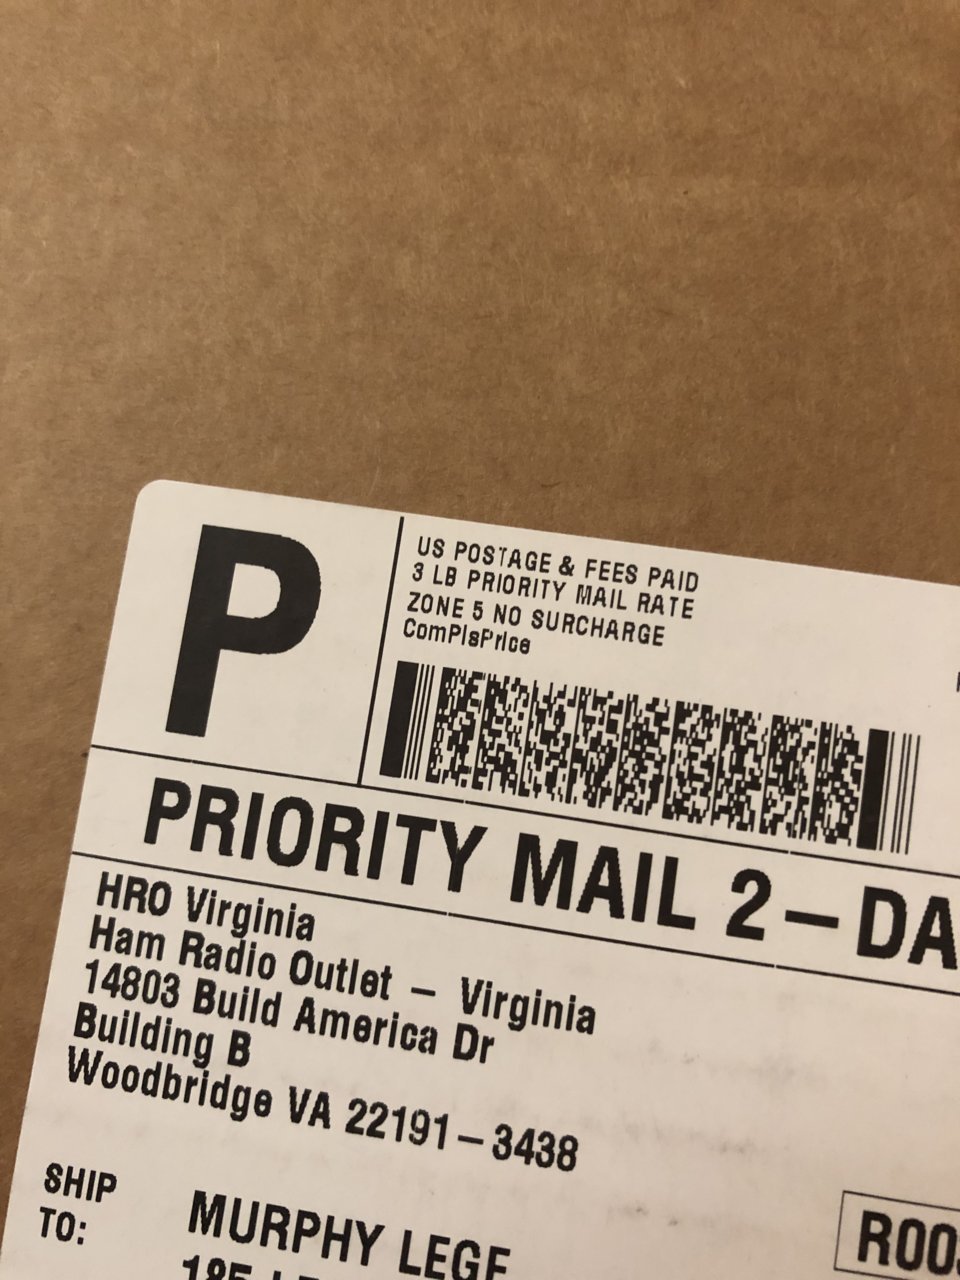 P
US POSTAGE & FEES PAID
3 LB PRIORITY MAIL RATE
ZONE 5 NO SURCHARGE
ComPlsPrice
PRIORITY MAIL 2-DA
HRO Virginia
Ham Radio Outlet - Virginia
14803 Build America Dr
Building B
Woodbridge VA 22191-3438
SHIP
TO:
MURPHY LEGE
R00